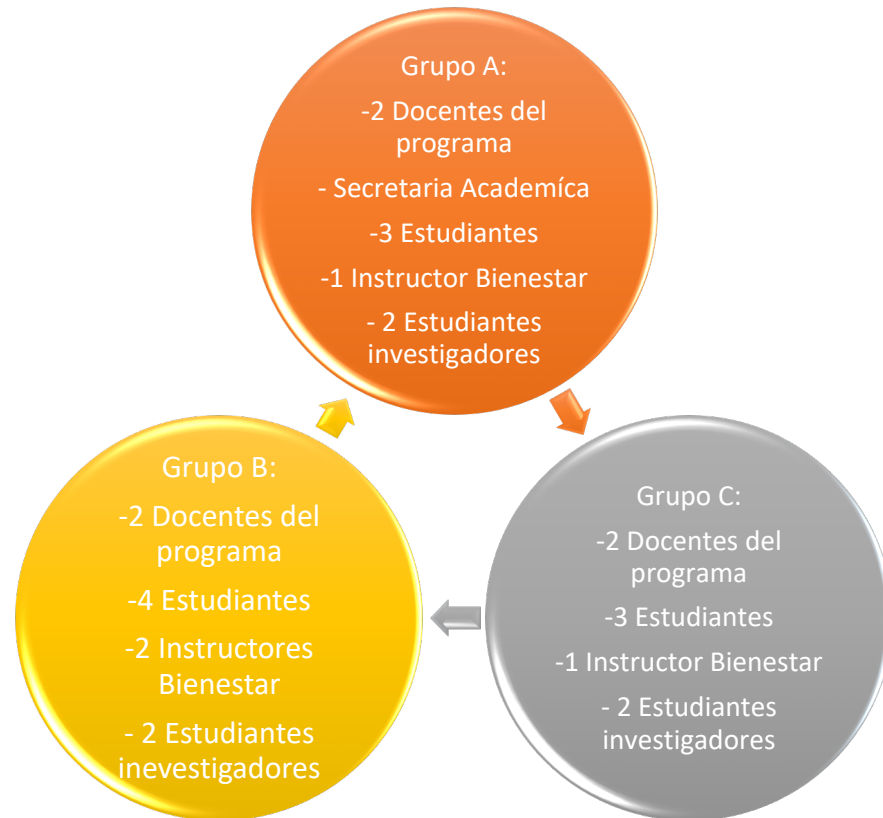 Grupo A:
-2 Docentes del
programa
- Secretaria Academíca
-3 Estudiantes
-1 Instructor Bienestar
- 2 Estudiantes
investigadores
Grupo B:
-2 Docentes del
programa
-4 Estudiantes
-2 Instructores
Bienestar
- 2 Estudiantes
inevestigadores
Grupo C:
-2 Docentes del
programa
-3 Estudiantes
-1 Instructor Bienestar
- 2 Estudiantes
investigadores